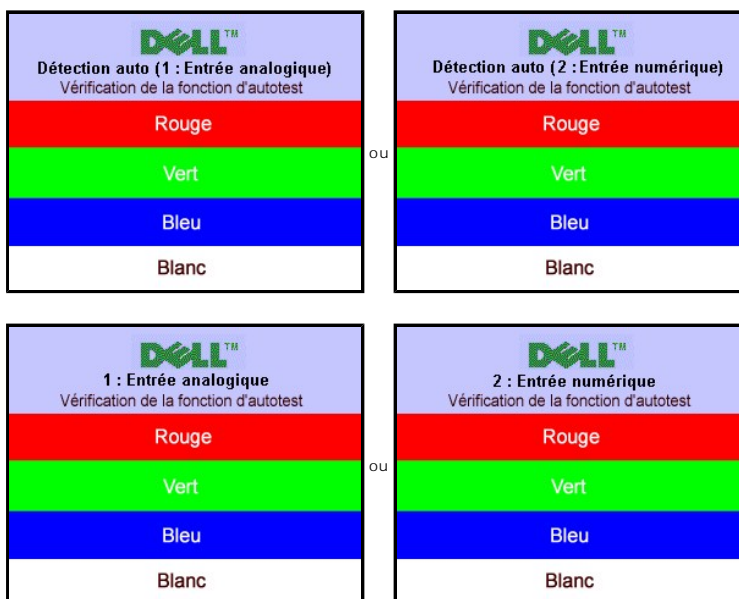 DELL™
Détection auto (1 : Entrée analogique)
Vérification de la fonction d'autotest
Rouge
Vert
Bleu
Blanc
ou
DELL™
Détection auto (2 : Entrée numérique)
Vérification de la fonction d'autotest
Rouge
Vert
Bleu
Blanc
DELL™
1 : Entrée analogique
Vérification de la fonction d'autotest
Rouge
Vert
Bleu
Blanc
ou
DELL™
2 : Entrée numérique
Vérification de la fonction d'autotest
Rouge
Vert
Bleu
Blanc